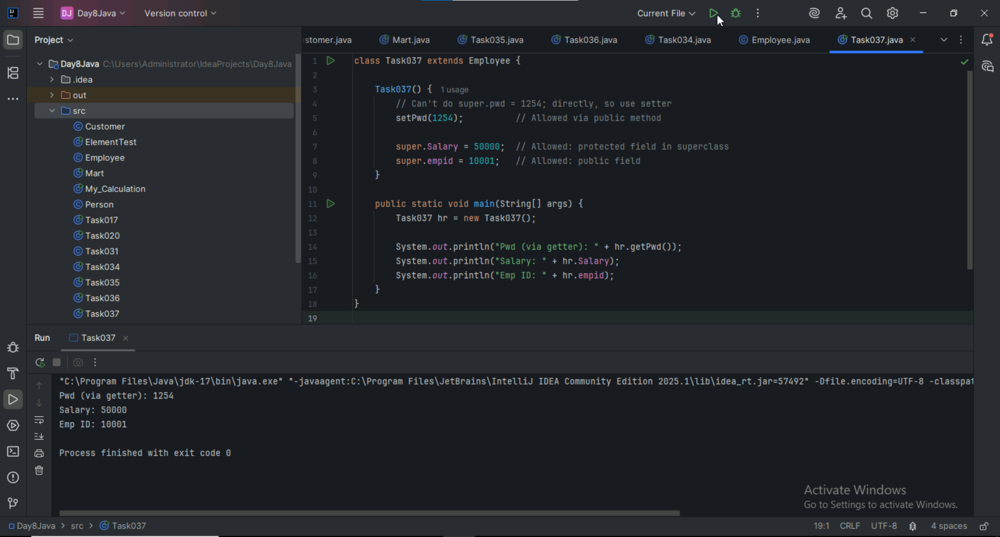 DJ Day8Java Version control Current File
Project
stomer.java Mart.java Task035.java Task036.java Task034.java Employee.java Task037.java
Day8Java C:\Users\Administrator\IdeaProjects\Day8Java
.idea
out
src
Customer
ElementTest
Employee
Mart
My_Calculation
Person
Task017
Task020
Task031
Task034
Task035
Task036
Task037
1 class Task037 extends Employee {
2
3 Task037() { 1 usage
4 // Can't do super.pwd = 1254; directly, so use setter
5 setPwd(1254); // Allowed via public method
6
7 super.Salary = 50000; // Allowed: protected field in superclass
8 super.empid = 10001; // Allowed: public field
9 }
10
11 public static void main(String[] args) {
12 Task037 hr = new Task037();
13
14 System.out.println("Pwd (via getter): " + hr.getPwd());
15 System.out.println("Salary: " + hr.Salary);
16 System.out.println("Emp ID: " + hr.empid);
17 }
18 }
19
Run Task037
"C:\Program Files\Java\jdk-17\bin\java.exe" "-javaagent:C:\Program Files\JetBrains\IntelliJ IDEA Community Edition 2025.1\lib\idea_rt.jar=57492" -Dfile.encoding=UTF-8 -classpat
Pwd (via getter): 1254
Salary: 50000
Emp ID: 10001
Process finished with exit code 0
Activate Windows
Go to Settings to activate Windows.
Day8Java > src > Task037 19:1 CRLF UTF-8 4 spaces